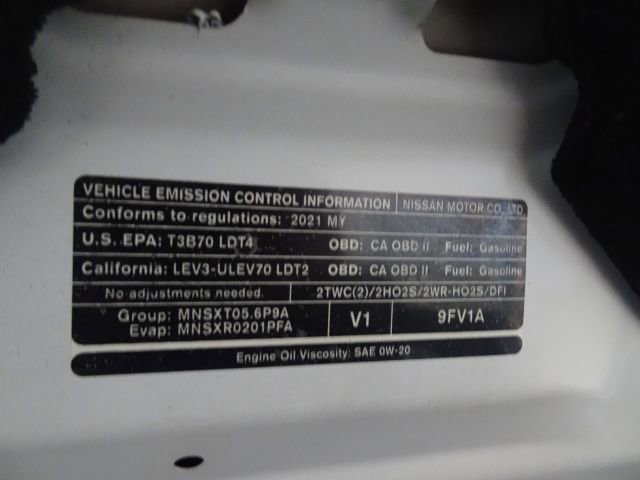 VEHICLE EMISSION CONTROL INFORMATION NISSAN MOTOR CO., LTD
Conforms to regulations: 2021 MY
U.S. EPA: T3B70 LDT4 OBD: CA OBD II Fuel: Gasoline
California: LEV3-ULEV70 LDT2 OBD: CA OBD II Fuel: Gasoline
No adjustments needed. 2TWC(2)/2HO2S/2WR-HO2S/DFI
Group: MNSXT05.6P9A
Evap: MNSXR0201PFA
V1 9FV1A
Engine Oil Viscosity: SAE 0W-20